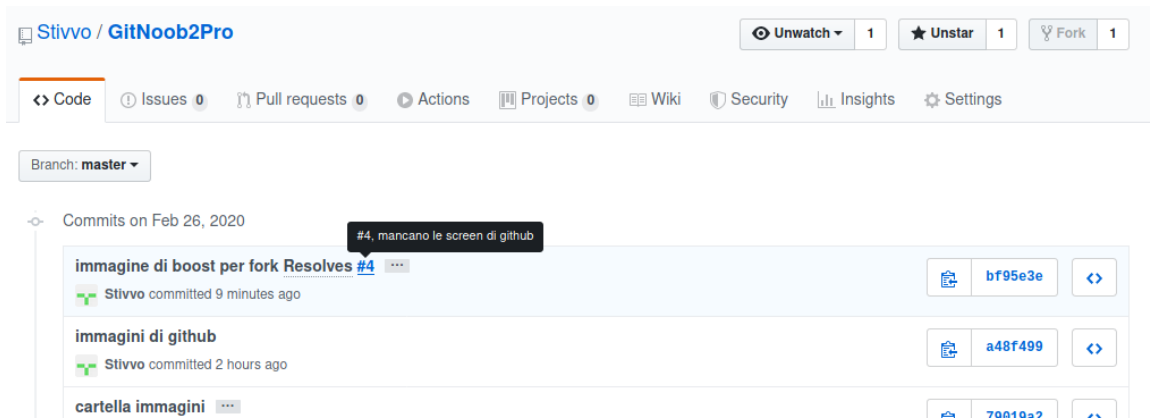 Stivvo / GitNoob2Pro
Unwatch 1 Unstar 1 Fork 1
Code Issues 0 Pull requests 0 Actions Projects 0 Wiki Security Insights Settings
Branch: master
Commits on Feb 26, 2020
#4, mancano le screen di github
immagine di boost per fork Resolves #4 ...
bf95e3e
Stivvo committed 9 minutes ago
immagini di github
a48f499
Stivvo committed 2 hours ago
cartella immagini ...
79019a2